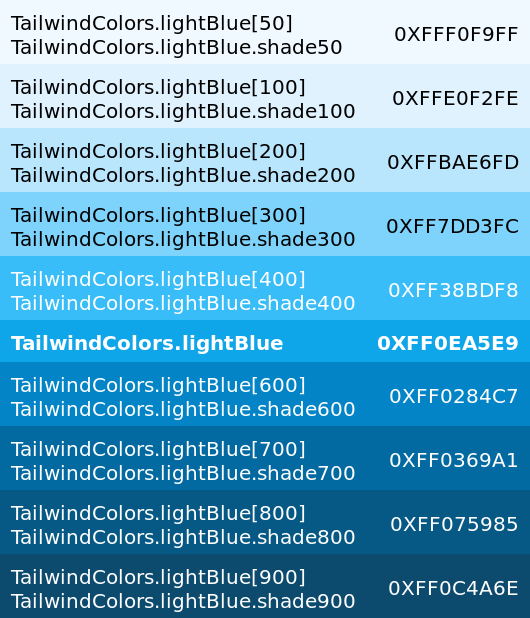 TailwindColors.lightBlue[50]
TailwindColors.lightBlue.shade50
0XFFF0F9FF
TailwindColors.lightBlue[100]
TailwindColors.lightBlue.shade100
0XFFE0F2FE
TailwindColors.lightBlue[200]
TailwindColors.lightBlue.shade200
0XFFBAE6FD
TailwindColors.lightBlue[300]
TailwindColors.lightBlue.shade300
0XFF7DD3FC
TailwindColors.lightBlue[400]
TailwindColors.lightBlue.shade400
0XFF38BDF8
TailwindColors.lightBlue 0XFF0EA5E9
TailwindColors.lightBlue[600]
TailwindColors.lightBlue.shade600
0XFF0284C7
TailwindColors.lightBlue[700]
TailwindColors.lightBlue.shade700
0XFF0369A1
TailwindColors.lightBlue[800]
TailwindColors.lightBlue.shade800
0XFF075985
TailwindColors.lightBlue[900]
TailwindColors.lightBlue.shade900
0XFF0C4A6E